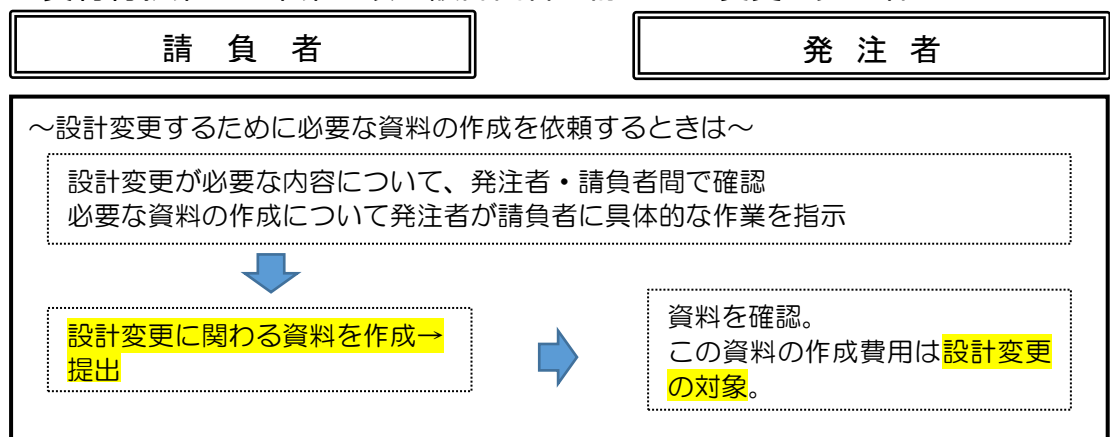 請 負 者
発 注 者
～設計変更するために必要な資料の作成を依頼するときは～
設計変更が必要な内容について、発注者・請負者間で確認
必要な資料の作成について発注者が請負者に具体的な作業を指示
設計変更に関わる資料を作成→
提出
資料を確認。
この資料の作成費用は設計変更
の対象。